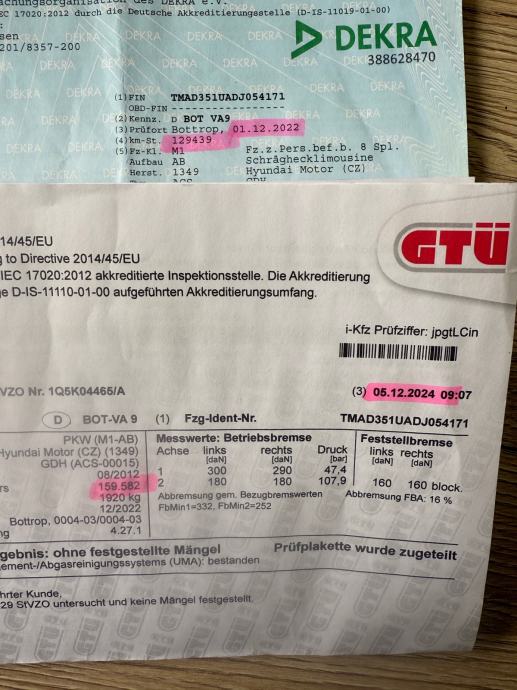 achungsorganisation des DEKRA e.V.
EC 17020:2012 durch die Deutsche Akkreditierungsstelle (D-IS-11019-01-00)
sen
201/8357-200
DEKRA
388628470
(1) FIN TMAD351UADJ054171
OBD-FIN -----------------
(2) Kennz. D BOT VA9
(3) Prüfort Bottrop, 01.12.2022
(4) km-St. 129439
(5) Fz-Kl. M1 Fz.z.Pers.bef.b. 8 Spl.
Aufbau AB Schräghecklimousine
Herst. 1349 Hyundai Motor (CZ)
ACS GDH
GTÜ
14/45/EU
g to Directive 2014/45/EU
IEC 17020:2012 akkreditierte Inspektionsstelle. Die Akkreditierung
ge D-IS-11110-01-00 aufgeführten Akkreditierungsumfang.
i-Kfz Prüfziffer: jpgtLCin
VZO Nr. 1Q5K04465/A
(3) 05.12.2024 09:07
D BOT-VA 9 (1) Fzg-Ident-Nr. TMAD351UADJ054171
PKW (M1-AB) Messwerte: Betriebsbremse Feststellbremse
Hyundai Motor (CZ) (1349) Achse links rechts Druck links rechts
GDH (ACS-00015) [daN] [daN] [bar] [daN] [daN]
08/2012 1 300 290 47,4
rs 159.582 2 180 180 107,9 160 160 block.
1920 kg Abbremsung gem. Bezugbremswerten Abbremsung FBA: 16 %
12/2022 FbMin1=332, FbMin2=252
Bottrop, 0004-03/0004-03
ng 4.27.1
gebnis: ohne festgestellte Mängel Prüfplakette wurde zugeteilt
ement-/Abgasreinigungssystems (UMA): bestanden
hrter Kunde,
29 StVZO untersucht und keine Mängel festgestellt.